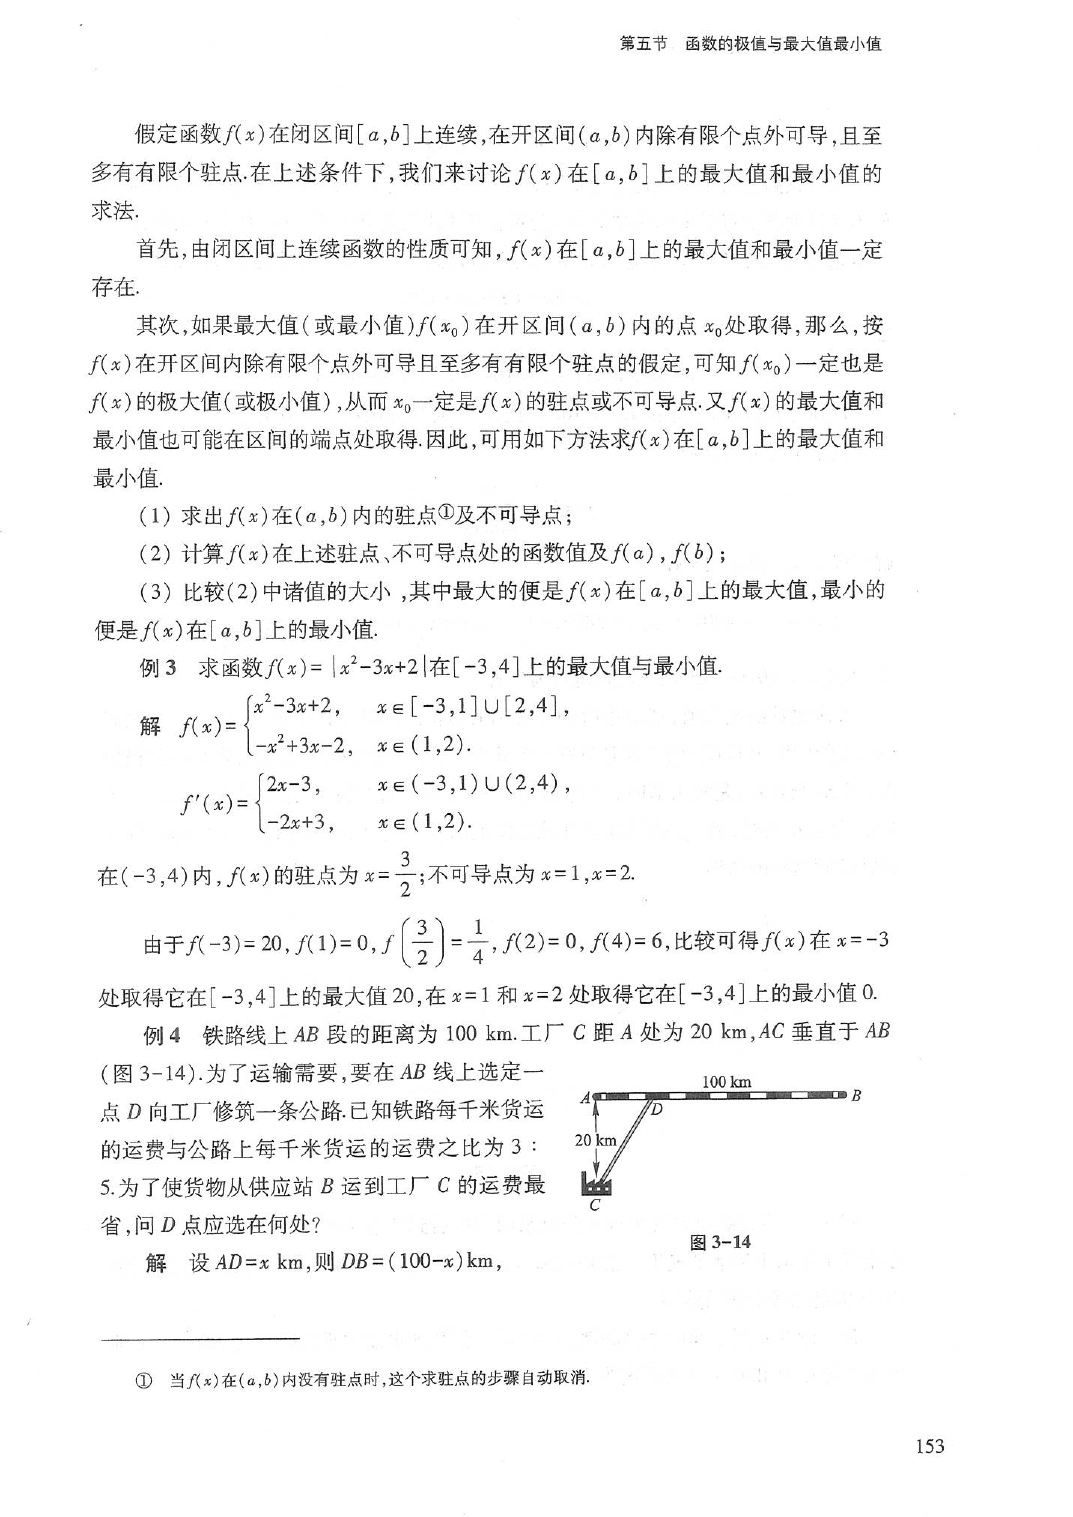 第五节 函数的极值与最大值最小值
假定函数f(x)在闭区间[a,b]上连续,在开区间(a,b)内除有限个点外可导,且至
多有有限个驻点.在上述条件下,我们来讨论f(x)在[a,b]上的最大值和最小值的
求法.
首先,由闭区间上连续函数的性质可知,f(x)在[a,b]上的最大值和最小值一定
存在.
其次,如果最大值(或最小值)f(x₀)在开区间(a,b)内的点x₀处取得,那么,按
f(x)在开区间内除有限个点外可导且至多有有限个驻点的假定,可知f(x₀)一定也是
f(x)的极大值(或极小值),从而x₀一定是f(x)的驻点或不可导点.又f(x)的最大值和
最小值也可能在区间的端点处取得.因此,可用如下方法求f(x)在[a,b]上的最大值和
最小值.
(1) 求出f(x)在(a,b)内的驻点①及不可导点;
(2) 计算f(x)在上述驻点、不可导点处的函数值及f(a),f(b);
(3) 比较(2)中诸值的大小,其中最大的便是f(x)在[a,b]上的最大值,最小的
便是f(x)在[a,b]上的最小值.
例3 求函数f(x)=|x²-3x+2|在[-3,4]上的最大值与最小值.
解 f(x)={x²-3x+2, x∈[-3,1]∪[2,4],
-x²+3x-2, x∈(1,2).
f'(x)={2x-3, x∈(-3,1)∪(2,4),
-2x+3, x∈(1,2).
在(-3,4)内,f(x)的驻点为x=3/2;不可导点为x=1,x=2.
由于f(-3)=20,f(1)=0,f(3/2)=1/4,f(2)=0,f(4)=6,比较可得f(x)在x=-3
处取得它在[-3,4]上的最大值20,在x=1和x=2处取得它在[-3,4]上的最小值0.
例4 铁路线上AB段的距离为100 km.工厂C距A处为20 km,AC垂直于AB
(图3-14).为了运输需要,要在AB线上选定一
点D向工厂修筑一条公路.已知铁路每千米货运
的运费与公路上每千米货运的运费之比为3:
5.为了使货物从供应站B运到工厂C的运费最
省,问D点应选在何处?
100 km
A
B
D
20 km
C
图3-14
解 设AD=x km,则DB=(100-x)km,
① 当f(x)在(a,b)内没有驻点时,这个求驻点的步骤自动取消.
153